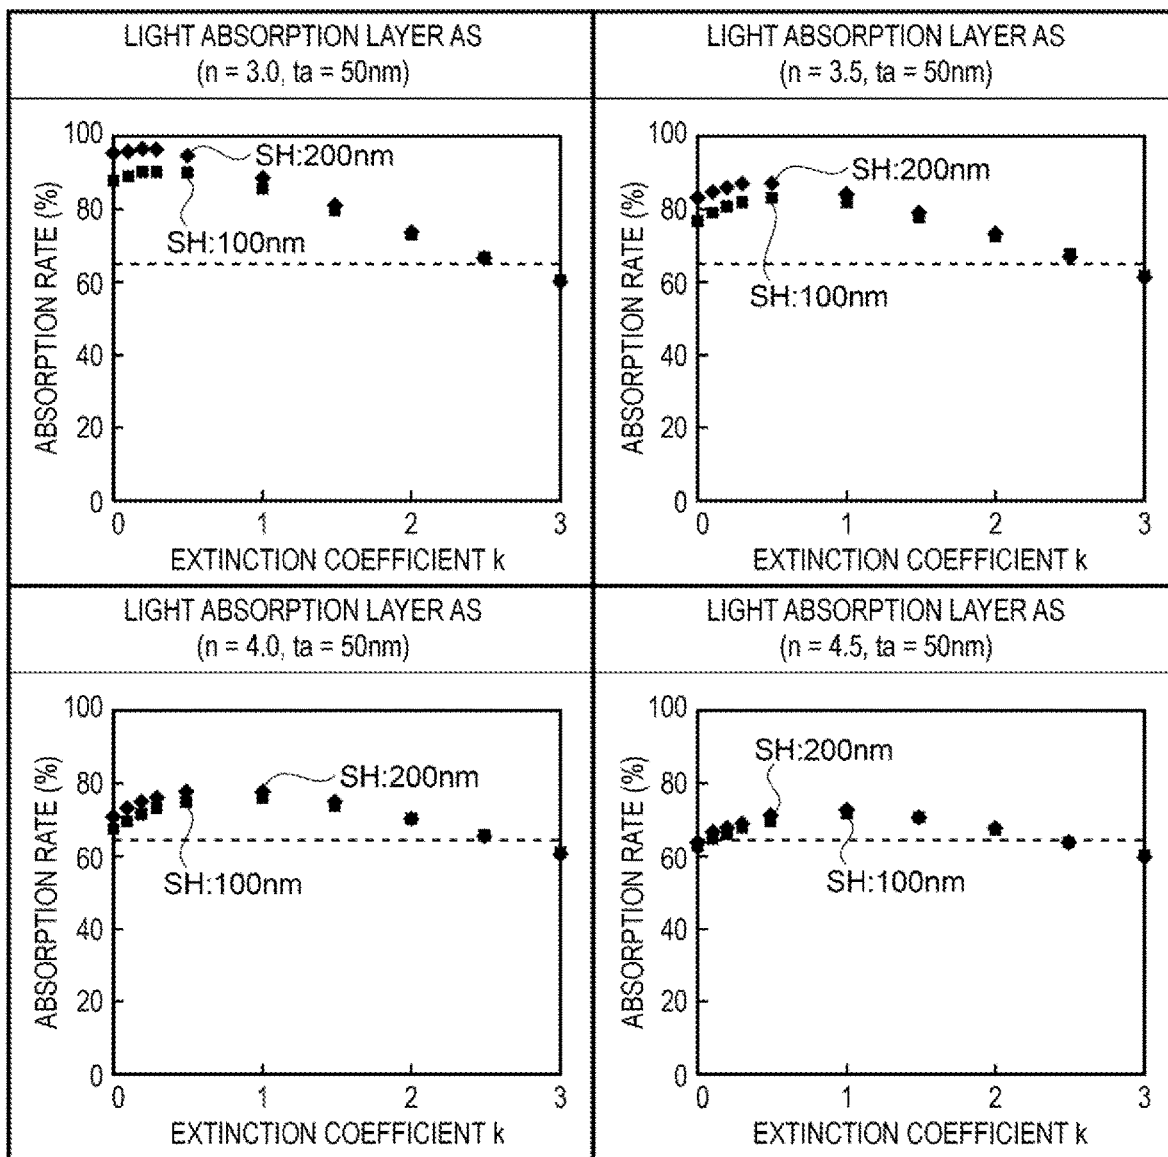 LIGHT ABSORPTION LAYER AS
(n = 3.0, ta = 50nm)
100
80
60
40
20
0
ABSORPTION RATE (%)
SH:200nm
SH:100nm
0 1 2 3
EXTINCTION COEFFICIENT k
LIGHT ABSORPTION LAYER AS
(n = 3.5, ta = 50nm)
100
80
60
40
20
0
ABSORPTION RATE (%)
SH:200nm
SH:100nm
0 1 2 3
EXTINCTION COEFFICIENT k
LIGHT ABSORPTION LAYER AS
(n = 4.0, ta = 50nm)
100
80
60
40
20
0
ABSORPTION RATE (%)
SH:200nm
SH:100nm
0 1 2 3
EXTINCTION COEFFICIENT k
LIGHT ABSORPTION LAYER AS
(n = 4.5, ta = 50nm)
100
80
60
40
20
0
ABSORPTION RATE (%)
SH:200nm
SH:100nm
0 1 2 3
EXTINCTION COEFFICIENT k